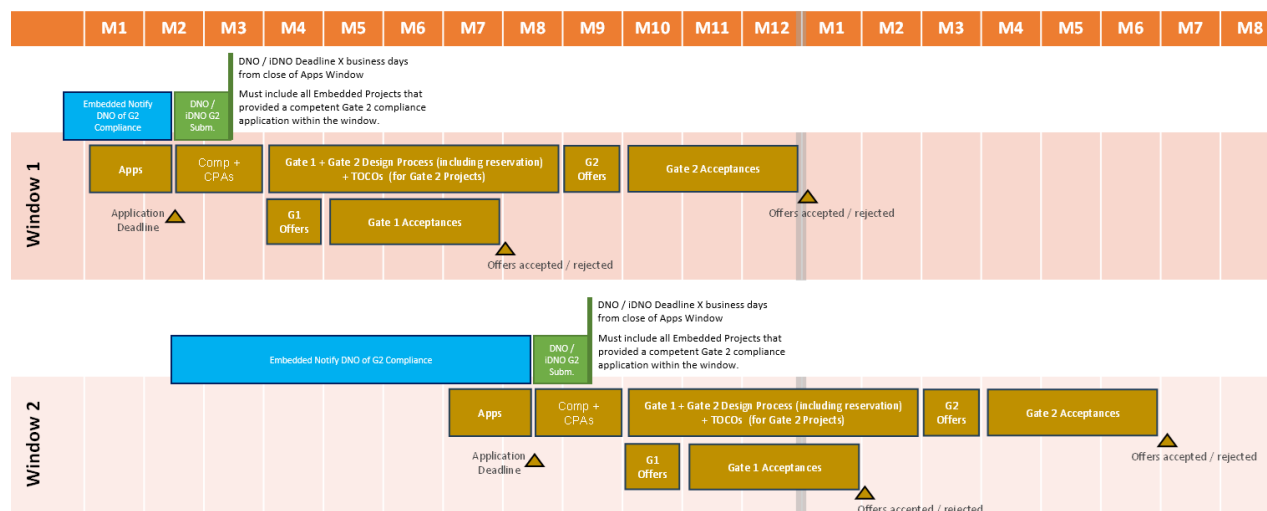 M1 M2 M3 M4 M5 M6 M7 M8 M9 M10 M11 M12 M1 M2 M3 M4 M5 M6 M7 M8
DNO / iDNO Deadline X business days
from close of Apps Window
Must include all Embedded Projects that
provided a competent Gate 2 compliance
application within the window.
Embedded Notify
DNO of G2
Compliance
DNO /
iDNO G2
Subm.
Window 1
Apps
Comp +
CPAs
Gate 1 + Gate 2 Design Process (including reservation)
+ TOCOs (for Gate 2 Projects)
G2
Offers
Gate 2 Acceptances
Application
Deadline
G1
Offers
Gate 1 Acceptances
Offers accepted / rejected
Offers accepted / rejected
DNO / iDNO Deadline X business days
from close of Apps Window
Must include all Embedded Projects that
provided a competent Gate 2 compliance
application within the window.
Embedded Notify DNO of G2 Compliance
DNO /
iDNO G2
Subm.
Window 2
Apps
Comp +
CPAs
Gate 1 + Gate 2 Design Process (including reservation)
+ TOCOs (for Gate 2 Projects)
G2
Offers
Gate 2 Acceptances
Application
Deadline
G1
Offers
Gate 1 Acceptances
Offers accepted / rejected
Offers accepted / rejected